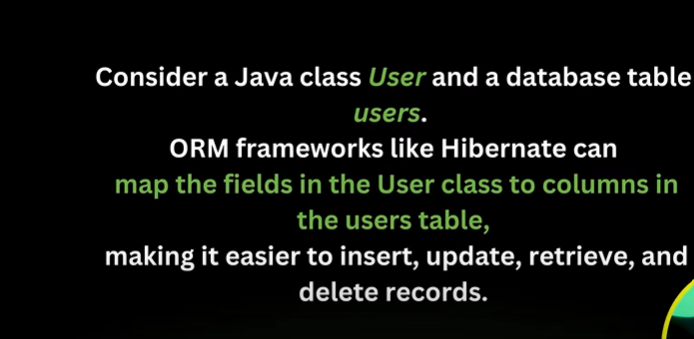 Consider a Java class User and a database table
users.
ORM frameworks like Hibernate can
map the fields in the User class to columns in
the users table,
making it easier to insert, update, retrieve, and
delete records.